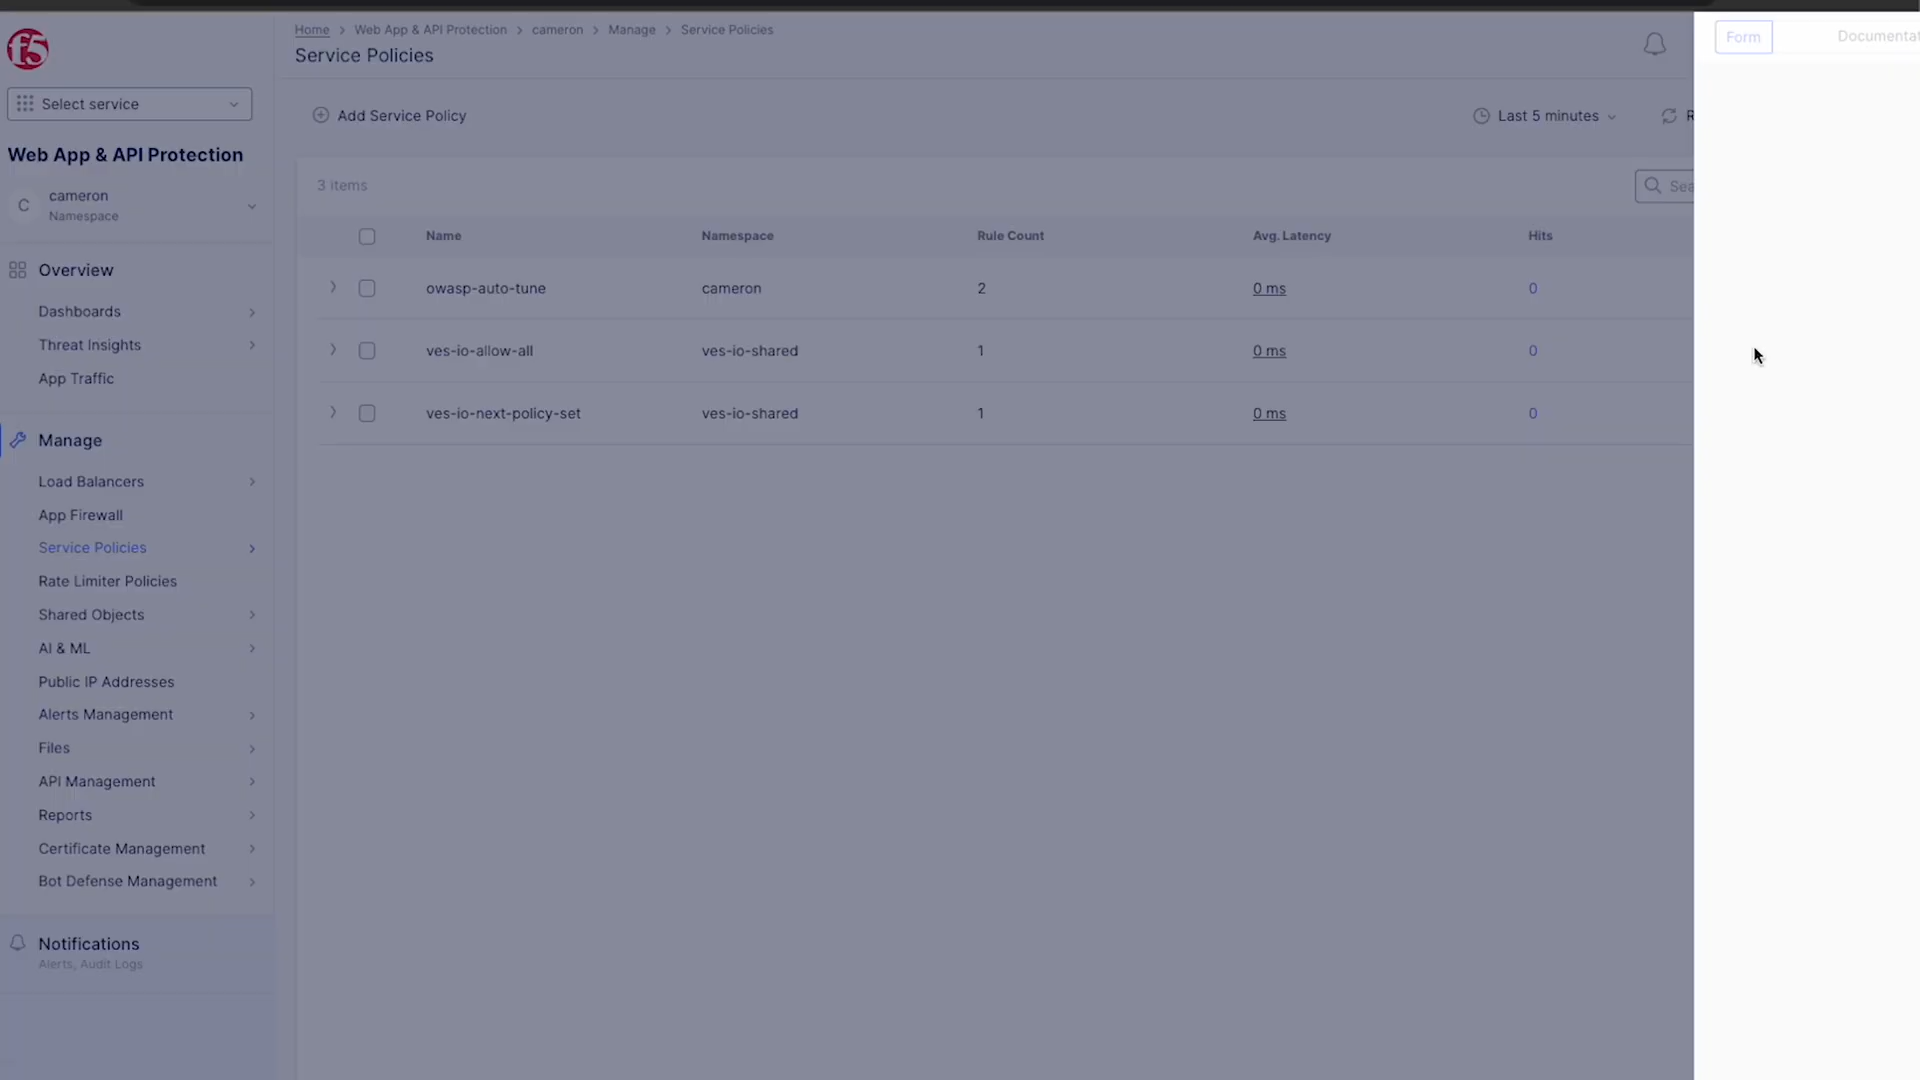 f5
Select service
Web App & API Protection
C
cameron
Namespace
Overview
Dashboards
Threat Insights
App Traffic
Manage
Load Balancers
App Firewall
Service Policies
Rate Limiter Policies
Shared Objects
AI & ML
Public IP Addresses
Alerts Management
Files
API Management
Reports
Certificate Management
Bot Defense Management
Notifications
Alerts, Audit Logs
Home > Web App & API Protection > cameron > Manage > Service Policies
Service Policies
Add Service Policy
Last 5 minutes
R
3 items
Sea
Name Namespace Rule Count Avg. Latency Hits
owasp-auto-tune cameron 2 0 ms 0
ves-io-allow-all ves-io-shared 1 0 ms 0
ves-io-next-policy-set ves-io-shared 1 0 ms 0
Form
Documentat